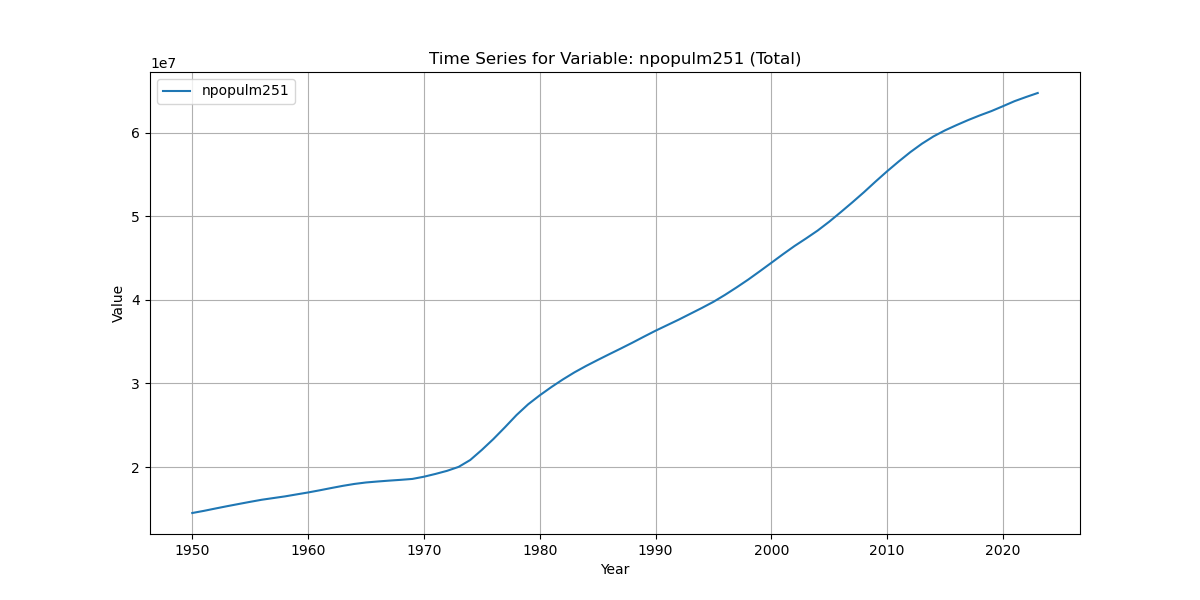 Time Series for Variable: npopulm251 (Total)
1e7
npopulm251
6
5
4
3
2
Value
1950 1960 1970 1980 1990 2000 2010 2020
Year